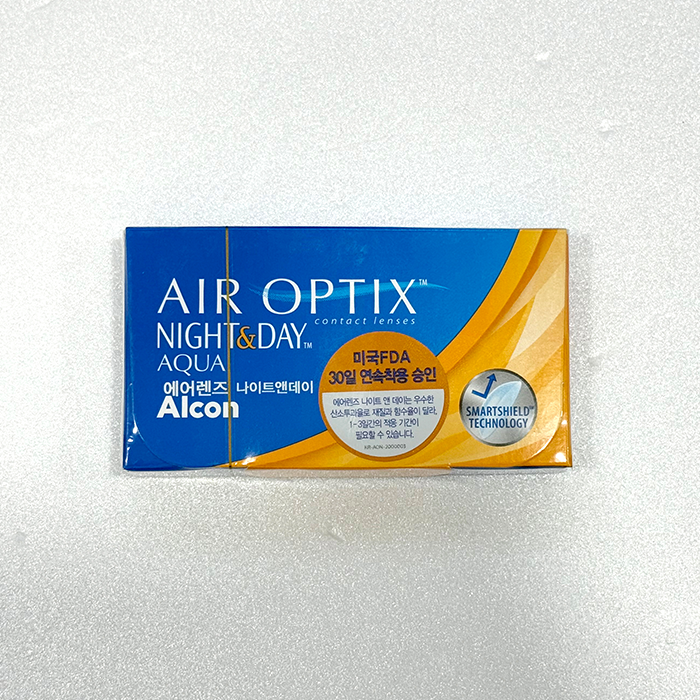 AIR OPTIX™
contact lenses
NIGHT&DAY™
AQUA
에어렌즈 나이트앤데이
Alcon
미국FDA
30일 연속착용 승인
에어렌즈 나이트 앤 데이는 우수한
산소투과율로 재질과 함수율이 달라,
1-3일간의 적응 기간이
필요할 수 있습니다.
SMARTSHIELD™
TECHNOLOGY